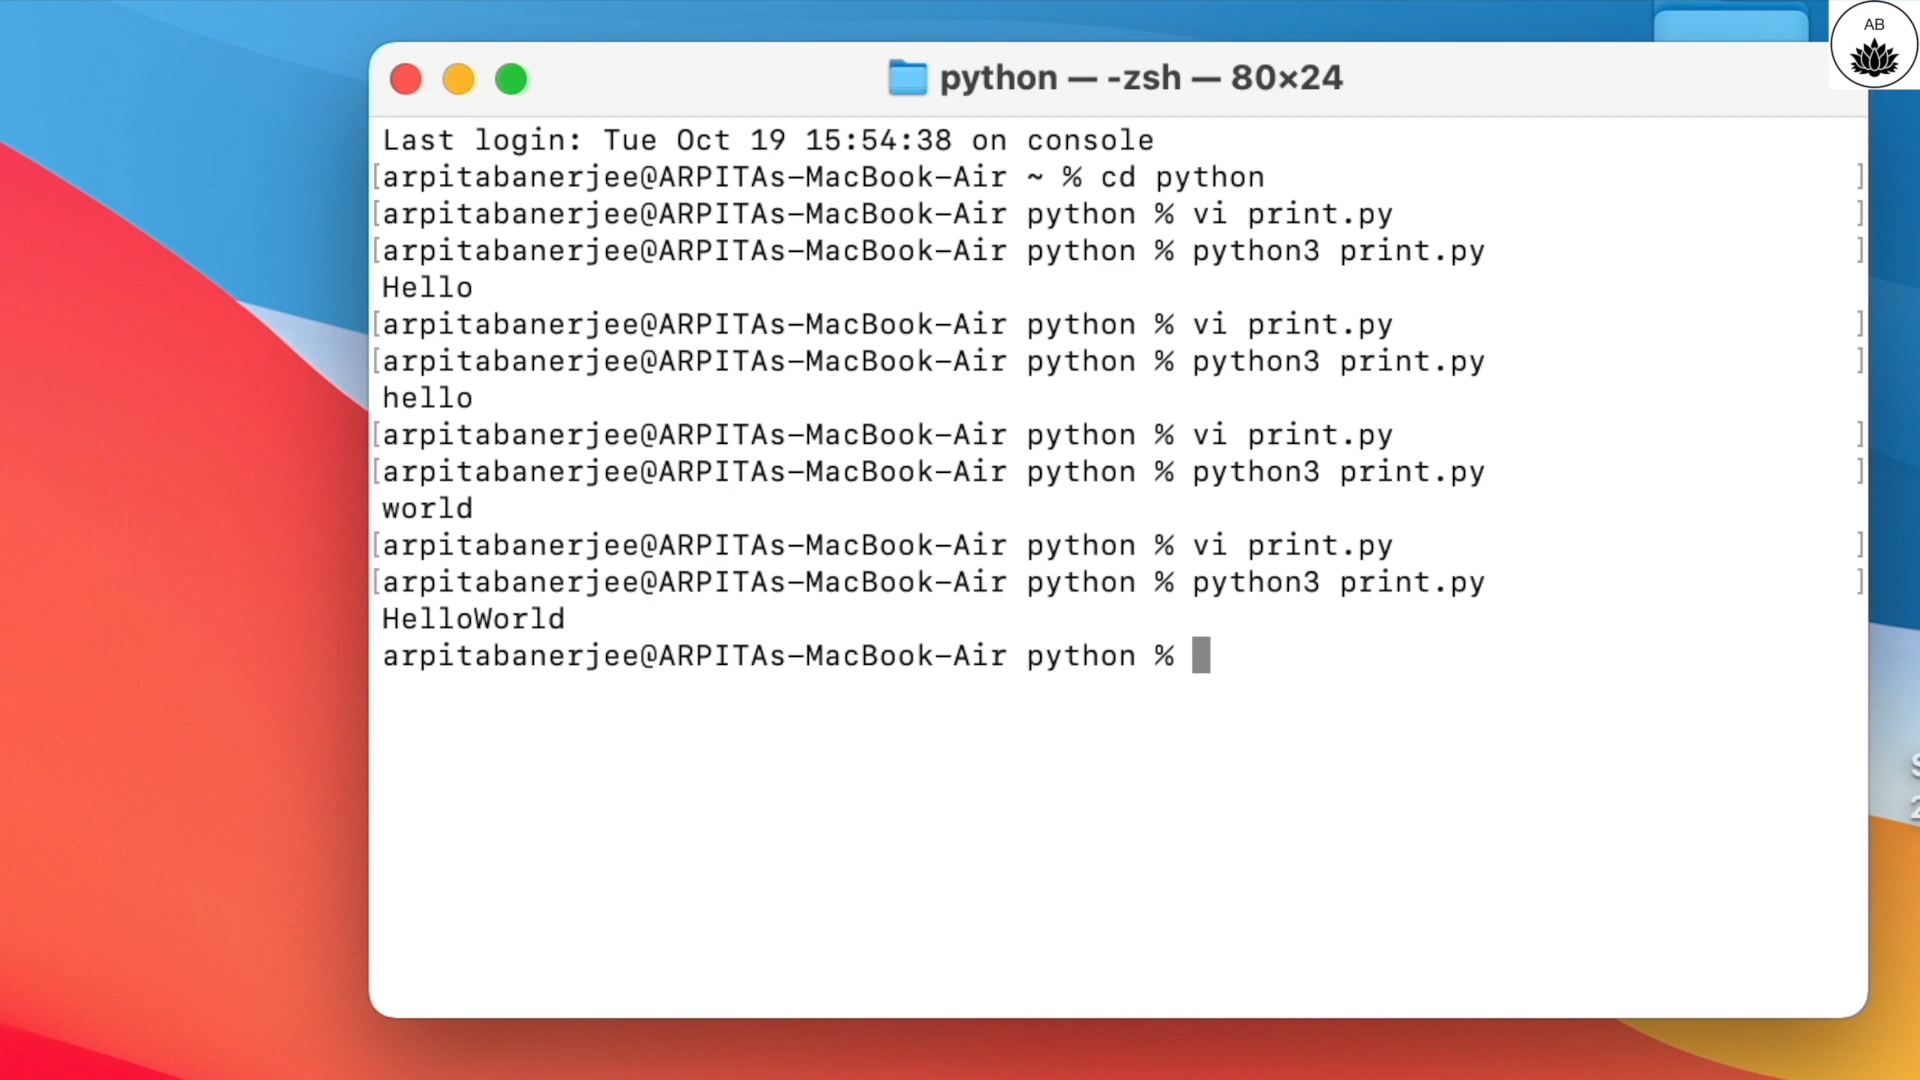 AB
python — -zsh — 80×24
Last login: Tue Oct 19 15:54:38 on console
[arpitabanerjee@ARPITAs-MacBook-Air ~ % cd python ]
[arpitabanerjee@ARPITAs-MacBook-Air python % vi print.py ]
[arpitabanerjee@ARPITAs-MacBook-Air python % python3 print.py ]
Hello
[arpitabanerjee@ARPITAs-MacBook-Air python % vi print.py ]
[arpitabanerjee@ARPITAs-MacBook-Air python % python3 print.py ]
hello
[arpitabanerjee@ARPITAs-MacBook-Air python % vi print.py ]
[arpitabanerjee@ARPITAs-MacBook-Air python % python3 print.py ]
world
[arpitabanerjee@ARPITAs-MacBook-Air python % vi print.py ]
[arpitabanerjee@ARPITAs-MacBook-Air python % python3 print.py ]
HelloWorld
arpitabanerjee@ARPITAs-MacBook-Air python %